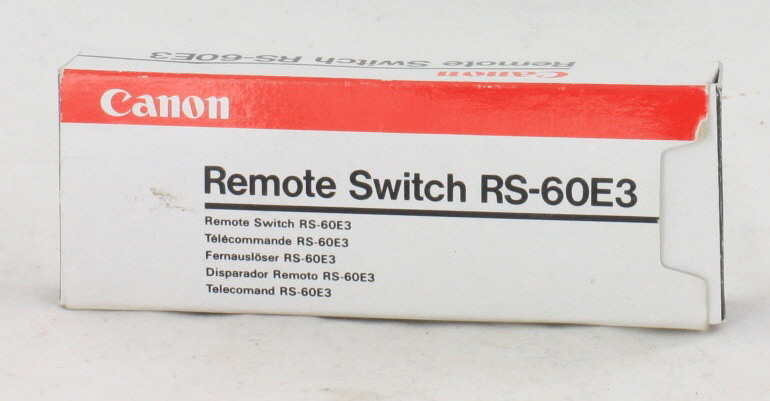 Remote Switch RS-60E3
Canon
Canon
Remote Switch RS-60E3
Remote Switch RS-60E3
Télécommande RS-60E3
Fernauslöser RS-60E3
Disparador Remoto RS-60E3
Telecomand RS-60E3